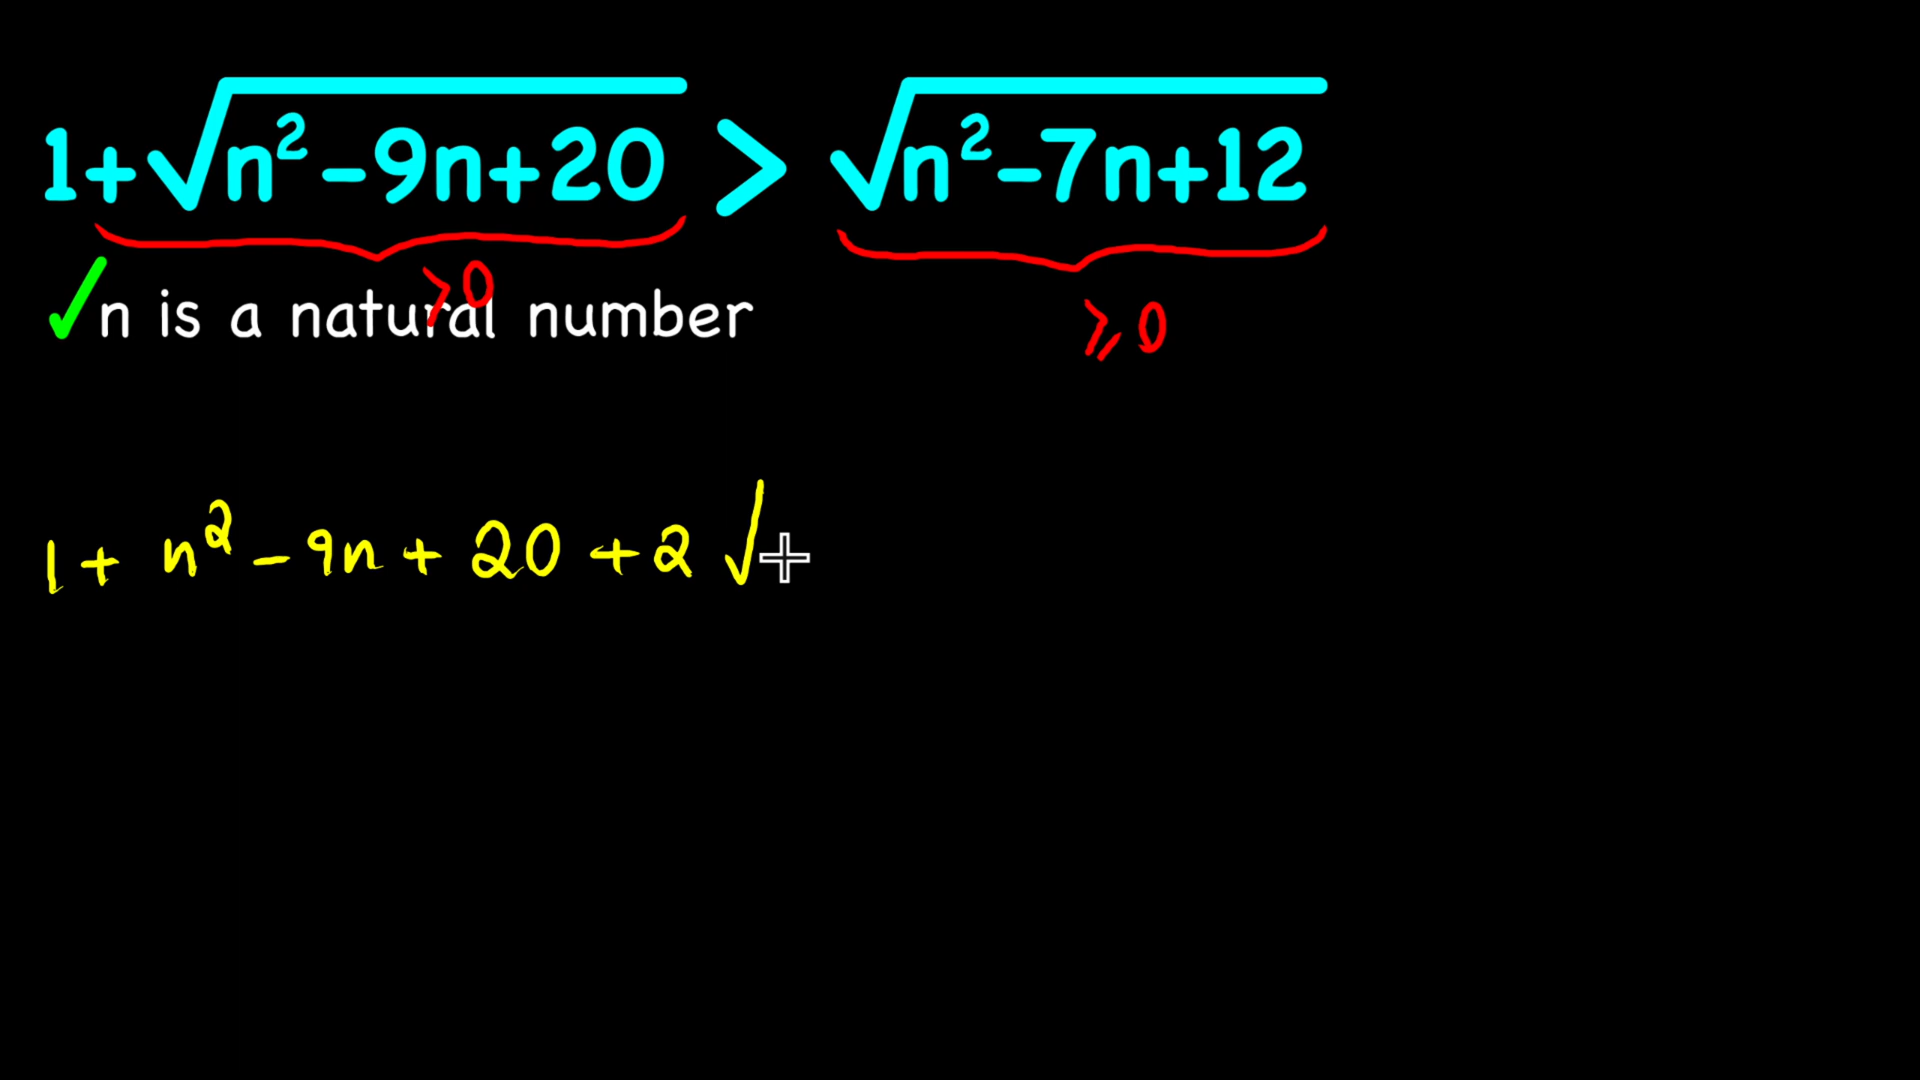 1+√n²-9n+20 > √n²-7n+12
>0
✓n is a natural number
≥0
1 + n² - 9n + 20 + 2 √